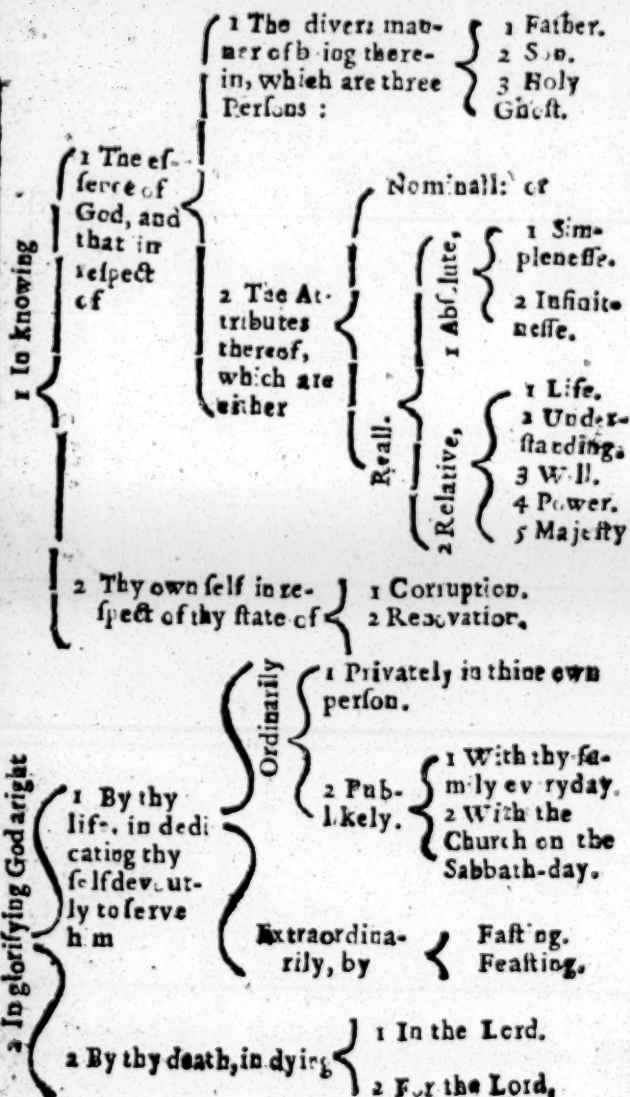 1 In knowing
1 The eſ-
ſence of
God, and
that in
reſpect
of
1 The divers man-
ner of b ing there-
in, which are three
Perſons :
1 Father.
2 Son.
3 Holy
Ghoſt.
2 The At-
tributes
thereof,
which are
either
Nominall: or
Reall.
1 Abſolute,
1 Sim-
pleneſſe.
2 Infinite-
neſſe.
2 Relative,
1 Life.
2 Under-
ſtanding.
3 W ll.
4 Power.
5 Majeſty
2 Thy own ſelf in re-
ſpect of thy ſtate of
1 Corruption.
2 Renovation.
2 In glorifying God aright
1 By thy
life, in dedi
cating thy
ſelf devout-
ly to ſerve
him
Ordinarily
1 Privately in thine own
perſon.
2 Pub-
likely.
1 With thy fa-
mily every day.
2 With the
Church on the
Sabbath-day.
Extraordina-
rily, by
Faſting.
Feaſting.
2 By thy death, in dying
1 In the Lord.
2 For the Lord.